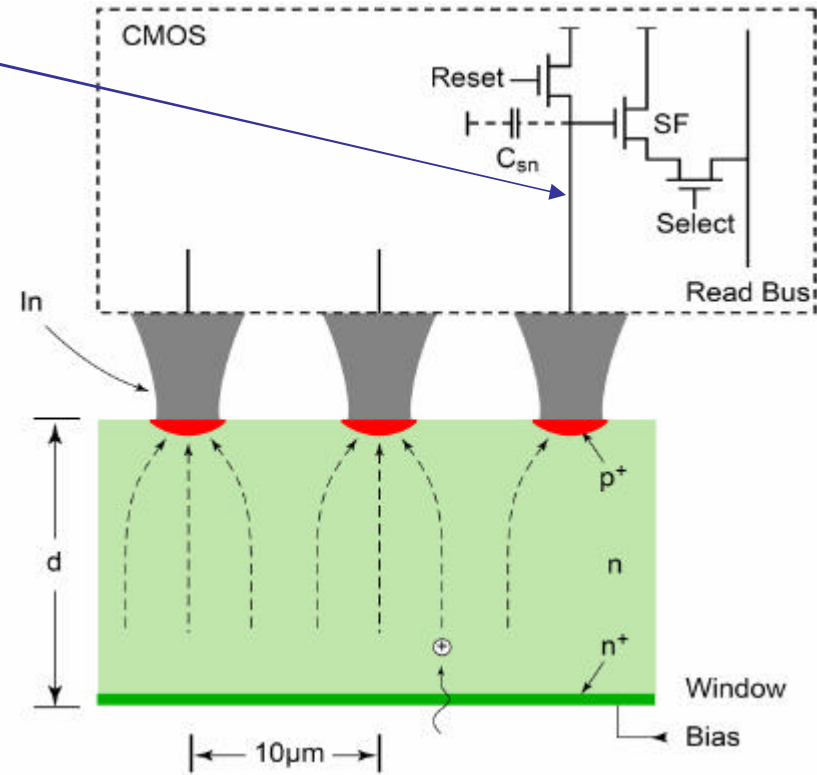 CMOS
Reset
SF
Csn
Select
Read Bus
In
p+
d
n
n+
Window
Bias
10µm